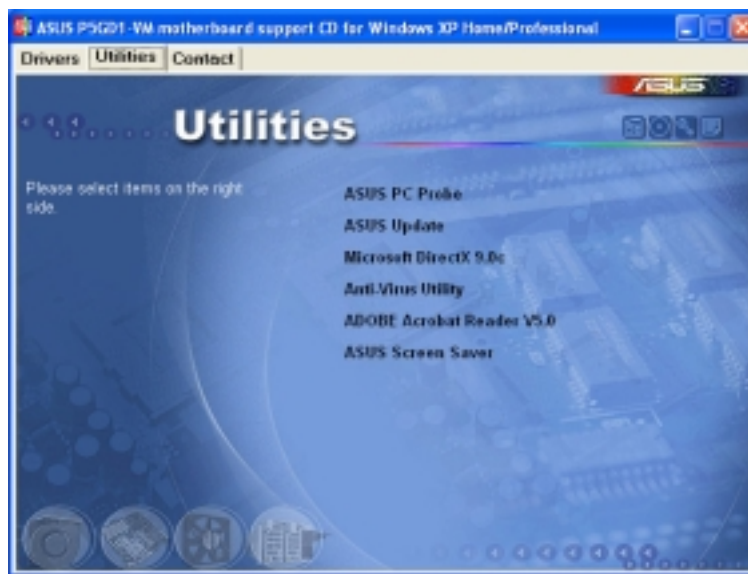 ASUS P5GD1-VM motherboard support CD for Windows XP Home/Professional
Drivers Utilities Contact
ASUS
Utilities
Please select items on the right
side.
ASUS PC Probe
ASUS Update
Microsoft DirectX 9.0c
Anti-Virus Utility
ADOBE Acrobat Reader V5.0
ASUS Screen Saver